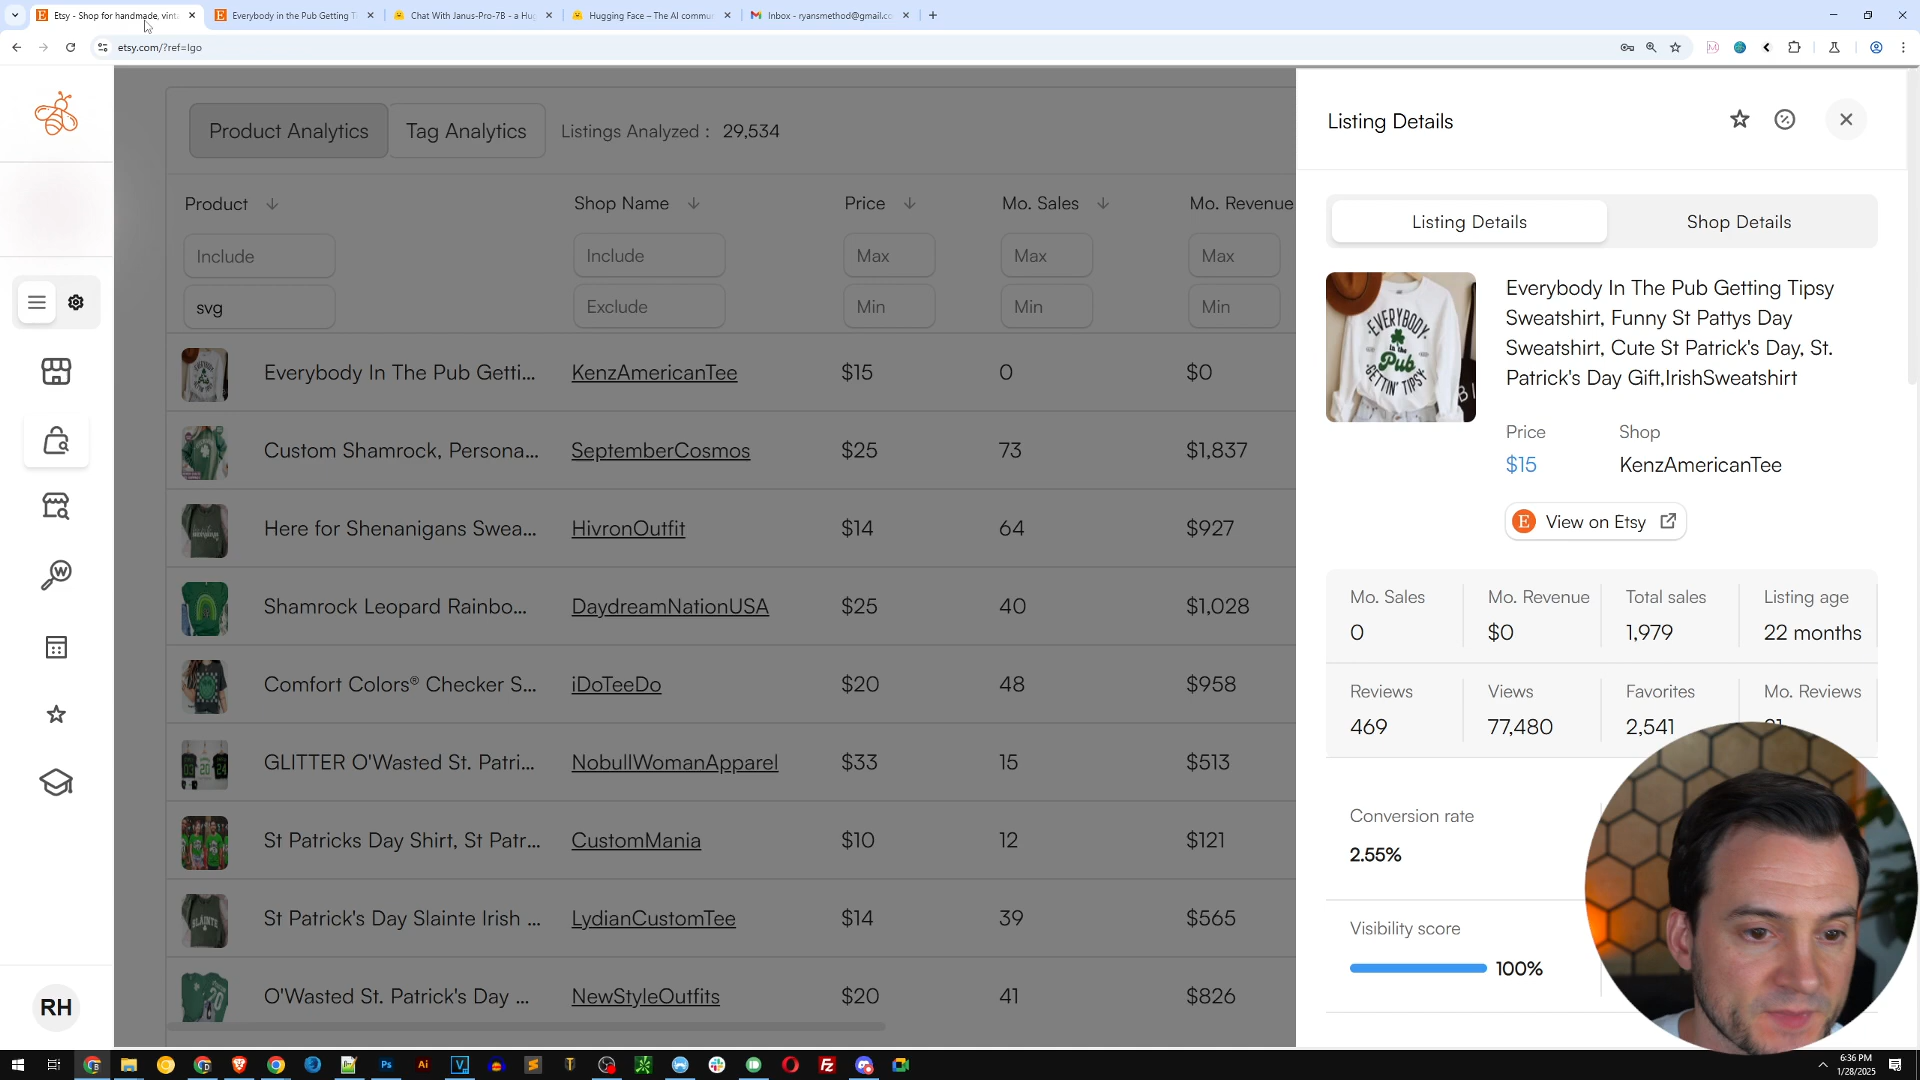 Etsy - Shop for handmade, vint
Everybody in the Pub Getting T
Chat With Janus-Pro-7B - a Hug
Hugging Face – The AI commu
Inbox - ryansmethod@gmail.co
etsy.com/?ref=lgo
Product Analytics
Tag Analytics
Listings Analyzed : 29,534
Product
Shop Name
Price
Mo. Sales
Mo. Revenue
Include
Include
Max
Max
Max
svg
Exclude
Min
Min
Min
Everybody In The Pub Getti...
KenzAmericanTee
$15
0
$0
Custom Shamrock, Persona...
SeptemberCosmos
$25
73
$1,837
Here for Shenanigans Swea...
HivronOutfit
$14
64
$927
Shamrock Leopard Rainbo...
DaydreamNationUSA
$25
40
$1,028
Comfort Colors® Checker S...
iDoTeeDo
$20
48
$958
GLITTER O'Wasted St. Patri...
NobullWomanApparel
$33
15
$513
St Patricks Day Shirt, St Patr...
CustomMania
$10
12
$121
St Patrick's Day Slainte Irish ...
LydianCustomTee
$14
39
$565
O'Wasted St. Patrick's Day ...
NewStyleOutfits
$20
41
$826
RH
Listing Details
Listing Details
Shop Details
EVERYBODY
in the
Pub
GETTIN' TIPSY
Everybody In The Pub Getting Tipsy
Sweatshirt, Funny St Pattys Day
Sweatshirt, Cute St Patrick's Day, St.
Patrick's Day Gift,IrishSweatshirt
Price
Shop
$15
KenzAmericanTee
E View on Etsy
Mo. Sales
Mo. Revenue
Total sales
Listing age
0
$0
1,979
22 months
Reviews
Views
Favorites
Mo. Reviews
469
77,480
2,541
Conversion rate
2.55%
Visibility score
100%
6:36 PM
1/28/2025